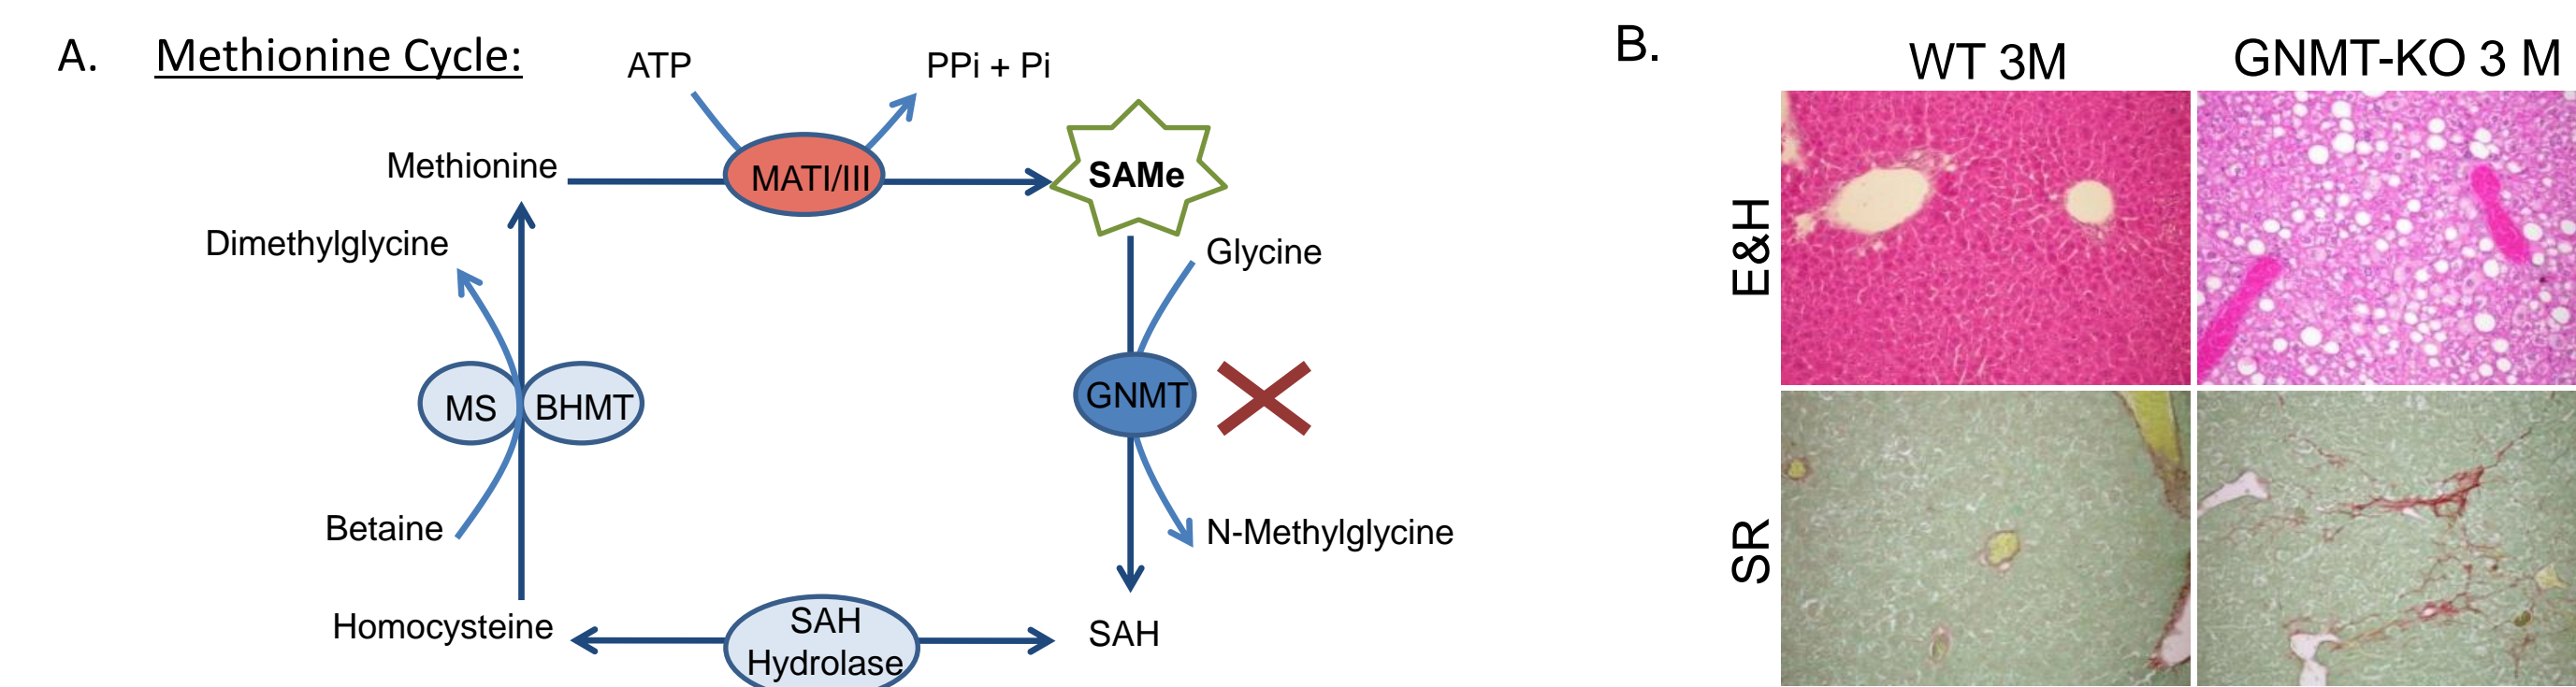 A. Methionine Cycle:
ATP
PPi + Pi
Methionine
MATI/III
SAMe
Dimethylglycine
Glycine
MS
BHMT
GNMT
Betaine
N-Methylglycine
Homocysteine
SAH
Hydrolase
SAH
B.
WT 3M
GNMT-KO 3 M
E&H
SR